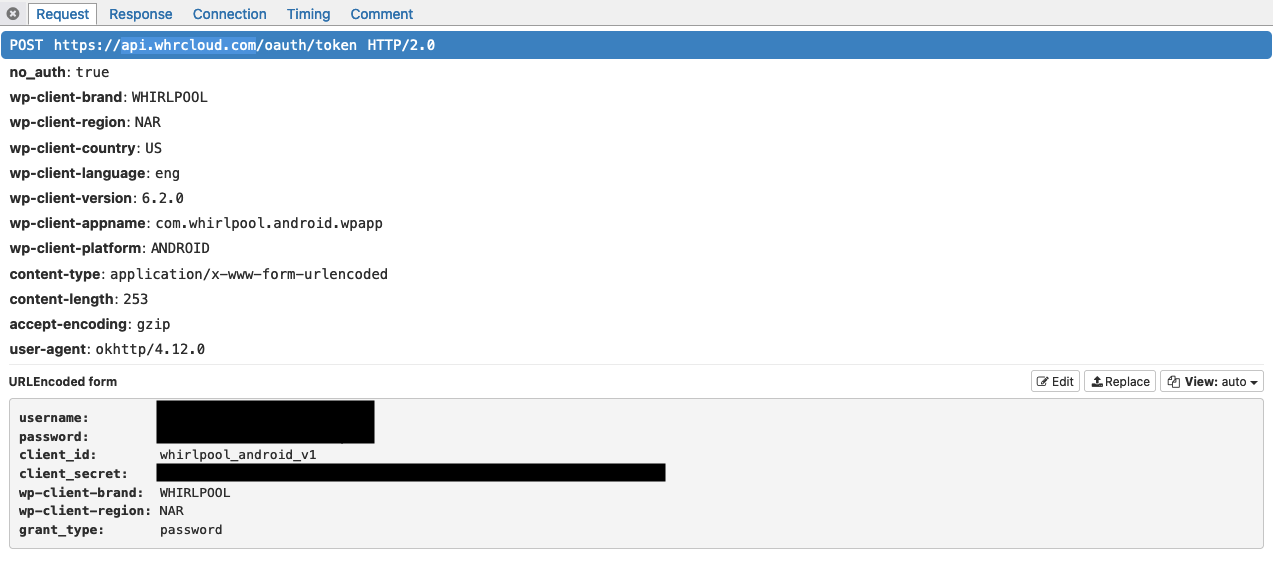 Request Response Connection Timing Comment
POST https://api.whrcloud.com/oauth/token HTTP/2.0
no_auth: true
wp-client-brand: WHIRLPOOL
wp-client-region: NAR
wp-client-country: US
wp-client-language: eng
wp-client-version: 6.2.0
wp-client-appname: com.whirlpool.android.wpapp
wp-client-platform: ANDROID
content-type: application/x-www-form-urlencoded
content-length: 253
accept-encoding: gzip
user-agent: okhttp/4.12.0
URLEncoded form Edit Replace View: auto
username:
password:
client_id: whirlpool_android_v1
client_secret:
wp-client-brand: WHIRLPOOL
wp-client-region: NAR
grant_type: password